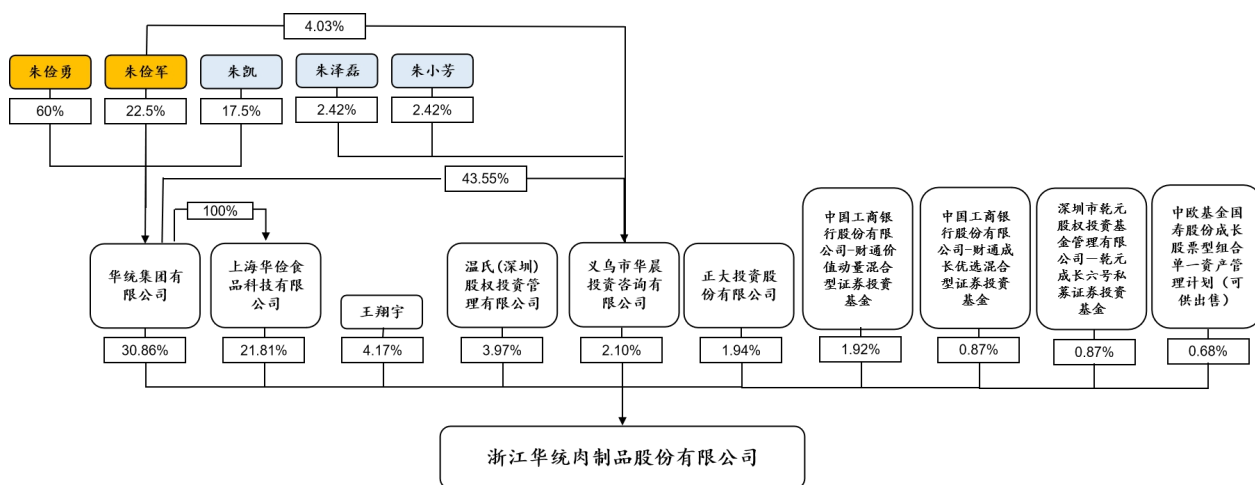 4.03%
朱俭勇
朱俭军
朱凯
朱泽磊
朱小芳
60%
22.5%
17.5%
2.42%
2.42%
43.55%
100%
华统集团有
限公司
上海华俭食
品科技有限
公司
王翔宇
温氏(深圳)
股权投资管
理有限公司
义乌市华晨
投资咨询有
限公司
正大投资股
份有限公司
中国工商银
行股份有限
公司-财通价
值动量混合
型证券投资
基金
中国工商银
行股份有限
公司-财通成
长优选混合
型证券投资
基金
深圳市乾元
股权投资基
金管理有限
公司-乾元
成长六号私
募证券投资
基金
中欧基金国
寿股份成长
股票型组合
单一资产管
理计划（可
供出售）
30.86%
21.81%
4.17%
3.97%
2.10%
1.94%
1.92%
0.87%
0.87%
0.68%
浙江华统肉制品股份有限公司